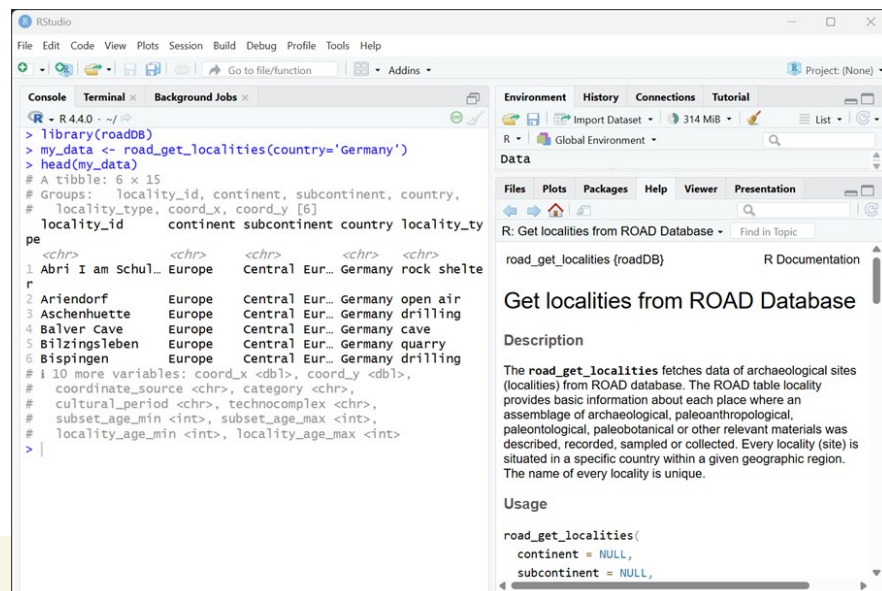 RStudio
File Edit Code View Plots Session Build Debug Profile Tools Help
Go to file/function
Addins
Project: (None)
Console Terminal Background Jobs
R 4.4.0 · ~/
> library(roadDB)
> my_data <- road_get_localities(country='Germany')
> head(my_data)
# A tibble: 6 × 15
# Groups:   locality_id, continent, subcontinent, country,
#   locality_type, coord_x, coord_y [6]
  locality_id      continent subcontinent country locality_ty
pe
  <chr>            <chr>     <chr>        <chr>   <chr>
1 Abri I am Schul… Europe    Central Eur… Germany rock shelte
r
2 Ariendorf        Europe    Central Eur… Germany open air
3 Aschenhuette     Europe    Central Eur… Germany drilling
4 Balver Cave      Europe    Central Eur… Germany cave
5 Bilzingsleben    Europe    Central Eur… Germany quarry
6 Bispingen        Europe    Central Eur… Germany drilling
# ℹ 10 more variables: coord_x <dbl>, coord_y <dbl>,
#   coordinate_source <chr>, category <chr>,
#   cultural_period <chr>, technocomplex <chr>,
#   subset_age_min <int>, subset_age_max <int>,
#   locality_age_min <int>, locality_age_max <int>
>
Environment History Connections Tutorial
Import Dataset 314 MiB List
R Global Environment
Data
Files Plots Packages Help Viewer Presentation
R: Get localities from ROAD Database Find in Topic
road_get_localities {roadDB} R Documentation
Get localities from ROAD Database
Description
The road_get_localities fetches data of archaeological sites
(localities) from ROAD database. The ROAD table locality
provides basic information about each place where an
assemblage of archaeological, paleoanthropological,
paleontological, paleobotanical or other relevant materials was
described, recorded, sampled or collected. Every locality (site) is
situated in a specific country within a given geographic region.
The name of every locality is unique.
Usage
road_get_localities(
  continent = NULL,
  subcontinent = NULL,